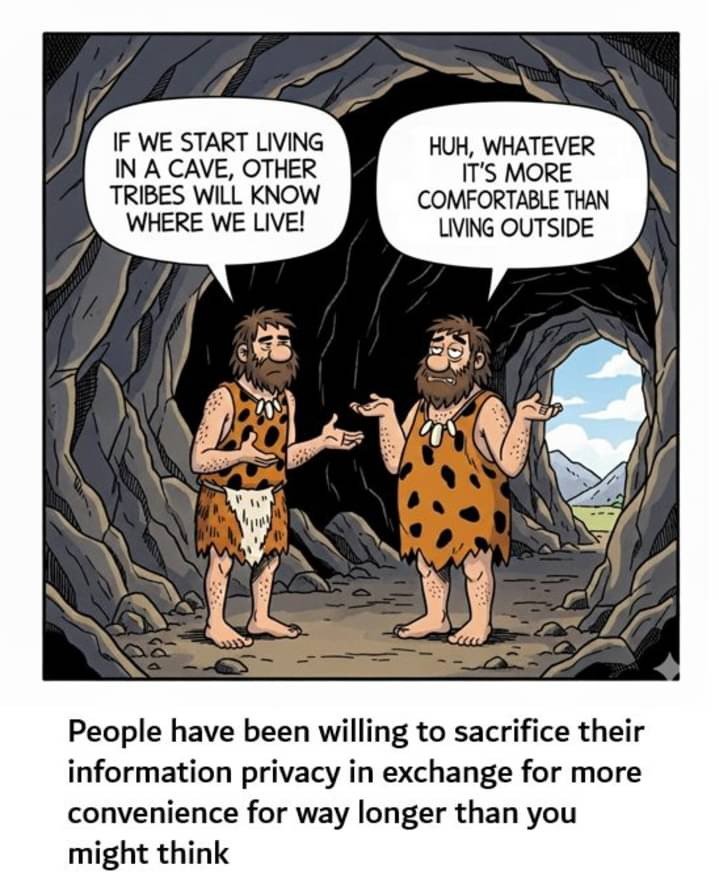 IF WE START LIVING
IN A CAVE, OTHER
TRIBES WILL KNOW
WHERE WE LIVE!
HUH, WHATEVER
IT'S MORE
COMFORTABLE THAN
LIVING OUTSIDE
People have been willing to sacrifice their
information privacy in exchange for more
convenience for way longer than you
might think